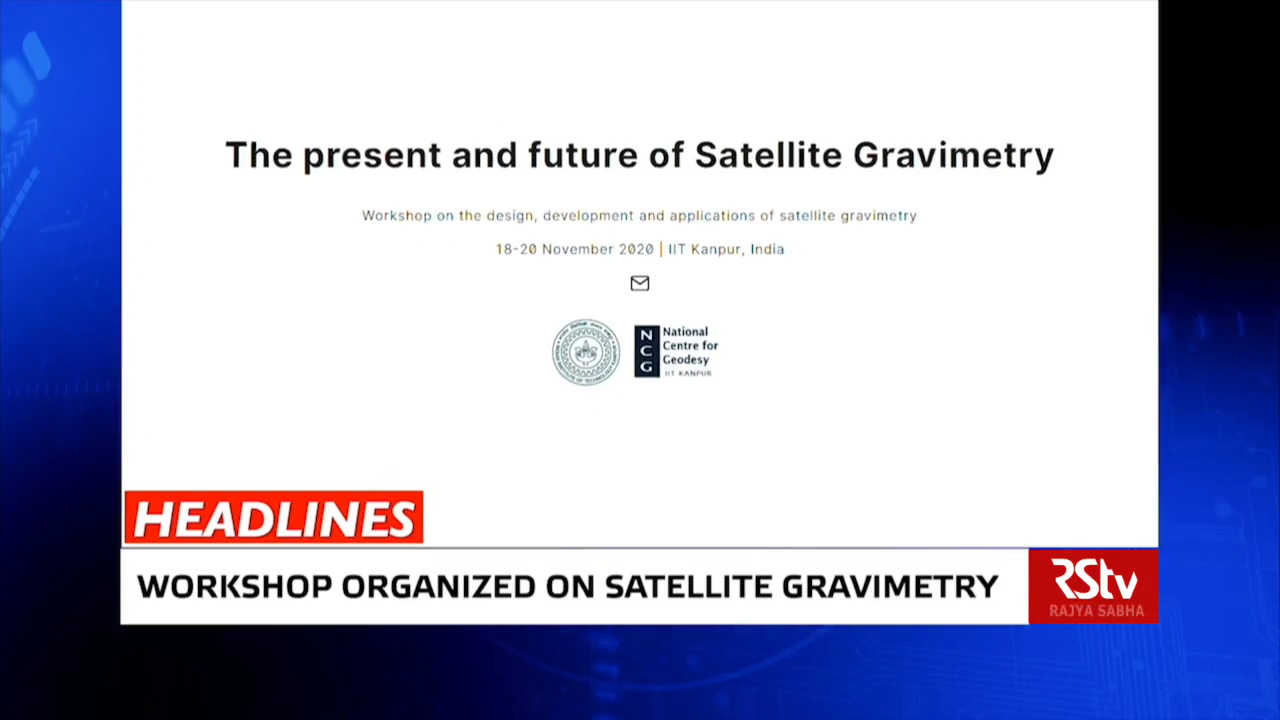 The present and future of Satellite Gravimetry
Workshop on the design, development and applications of satellite gravimetry
18-20 November 2020 | IIT Kanpur, India
NCG
National
Centre for
Geodesy
IIT KANPUR
HEADLINES
WORKSHOP ORGANIZED ON SATELLITE GRAVIMETRY
RStv
RAJYA SABHA